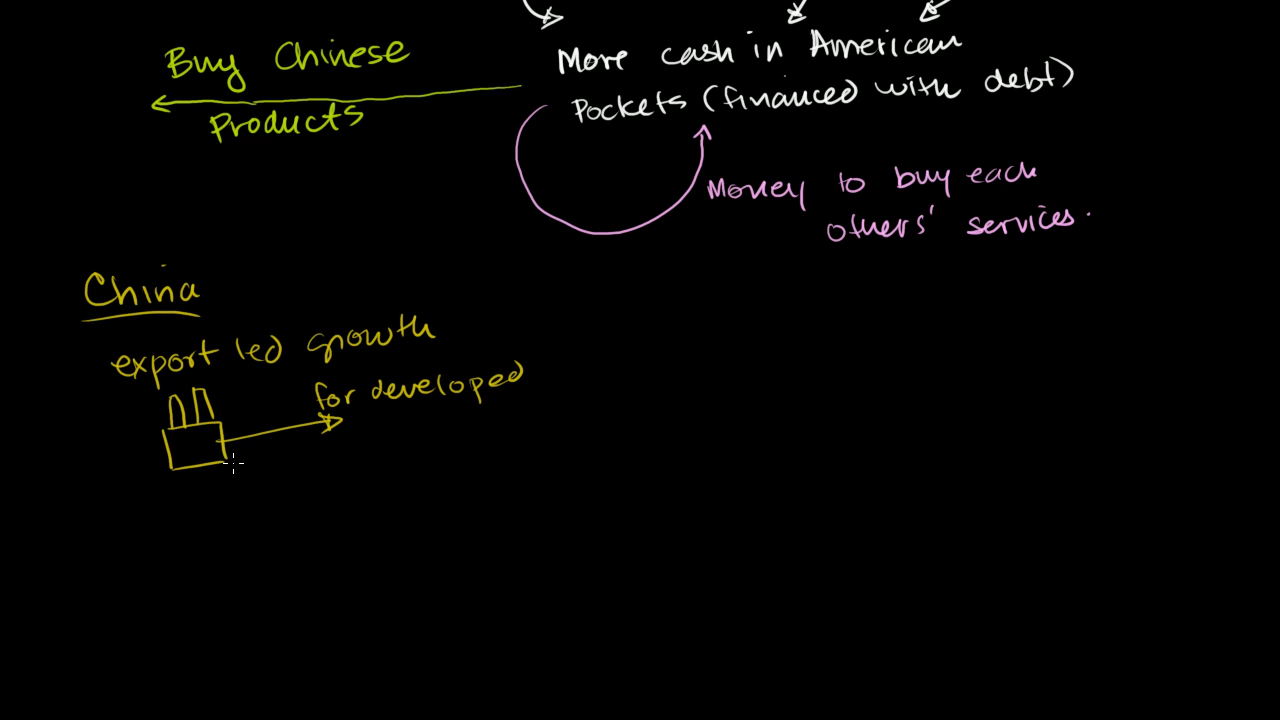 Buy Chinese
Products
More cash in American
Pockets (financed with debt)
Money to buy each
others' services.
China
export led growth
for developed